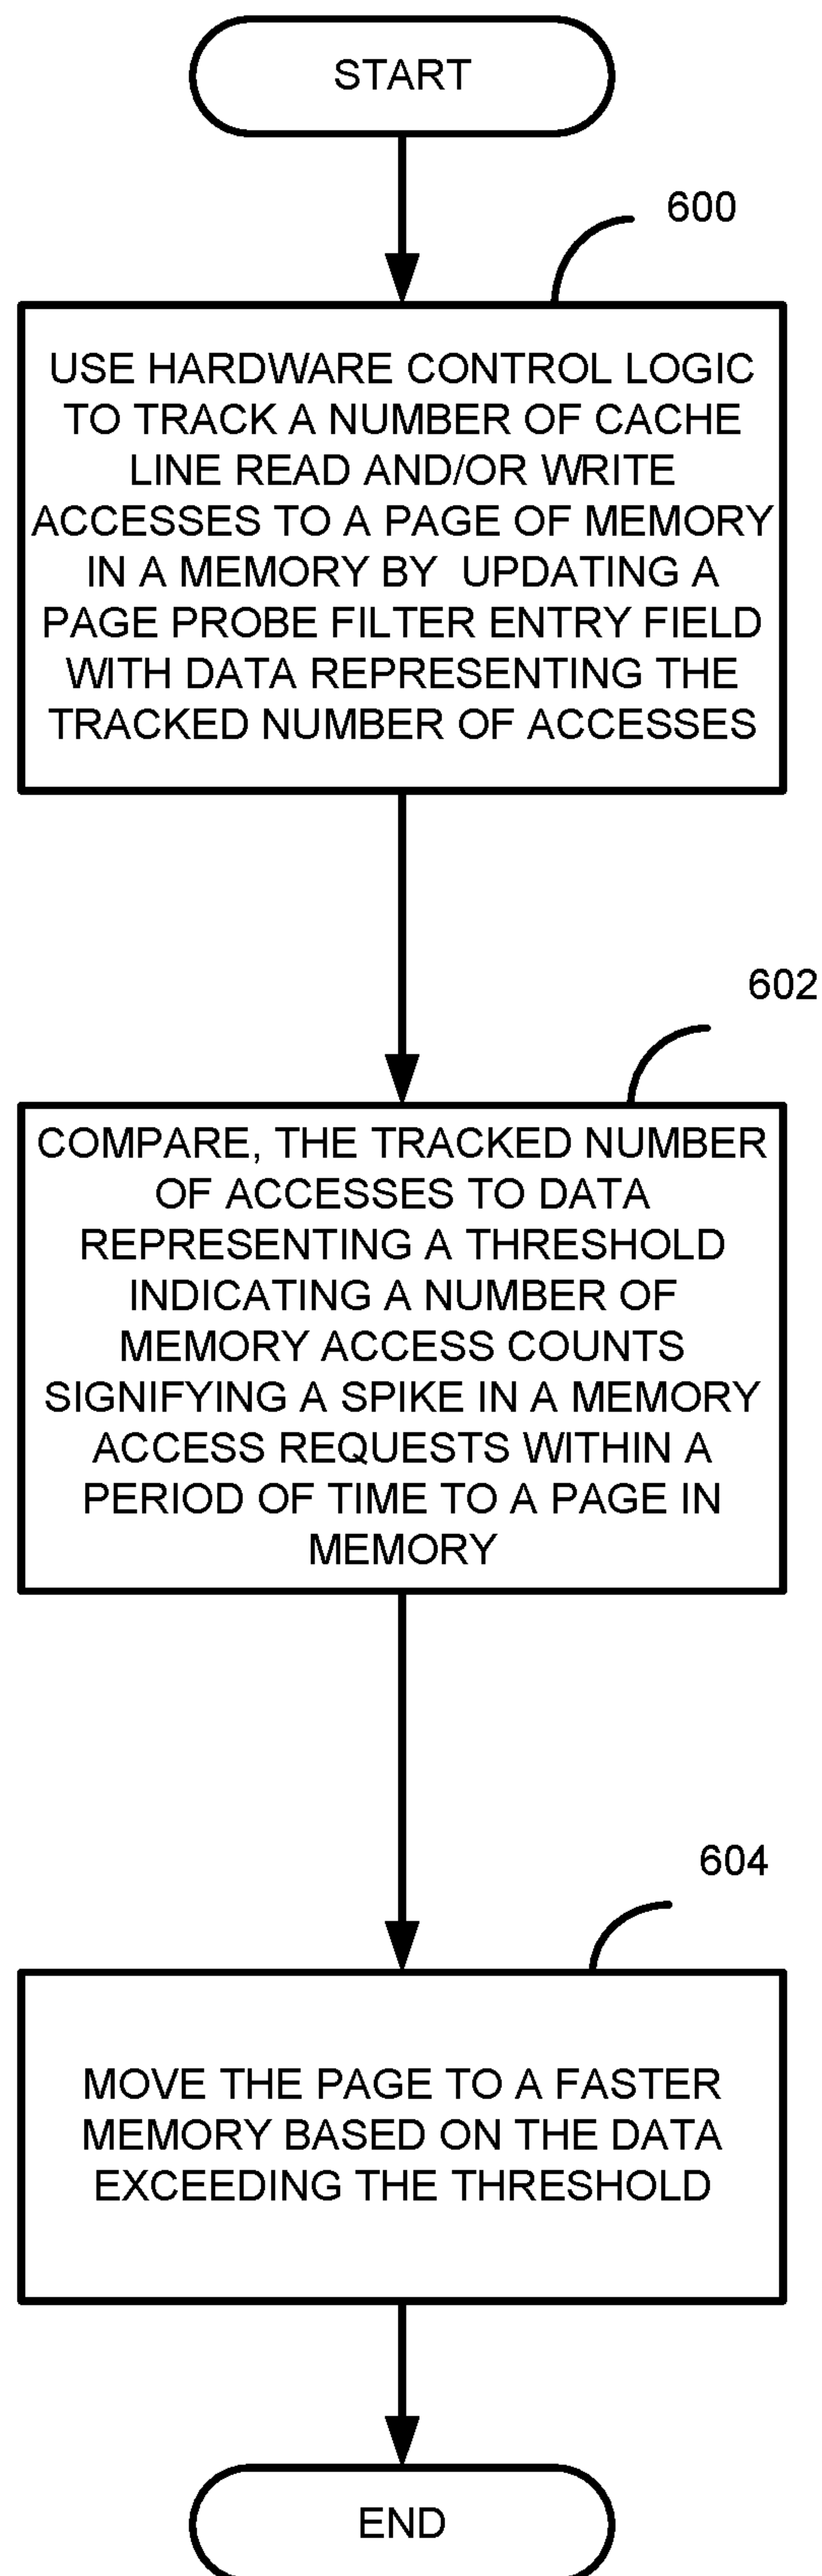 START
600
USE HARDWARE CONTROL LOGIC
TO TRACK A NUMBER OF CACHE
LINE READ AND/OR WRITE
ACCESSES TO A PAGE OF MEMORY
IN A MEMORY BY  UPDATING A
PAGE PROBE FILTER ENTRY FIELD
WITH DATA REPRESENTING THE
TRACKED NUMBER OF ACCESSES
602
COMPARE, THE TRACKED NUMBER
OF ACCESSES TO DATA
REPRESENTING A THRESHOLD
INDICATING A NUMBER OF
MEMORY ACCESS COUNTS
SIGNIFYING A SPIKE IN A MEMORY
ACCESS REQUESTS WITHIN A
PERIOD OF TIME TO A PAGE IN
MEMORY
604
MOVE THE PAGE TO A FASTER
MEMORY BASED ON THE DATA
EXCEEDING THE THRESHOLD
END